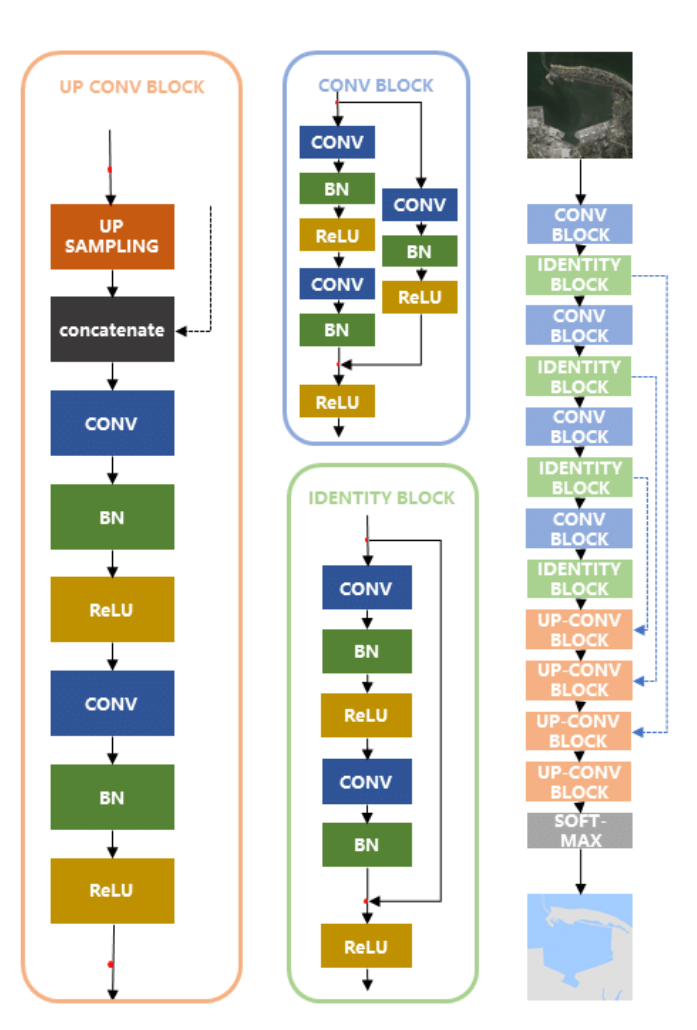 UP CONV BLOCK
UP
SAMPLING
concatenate
CONV
BN
ReLU
CONV
BN
ReLU
CONV BLOCK
CONV
BN
ReLU
CONV
BN
CONV
BN
ReLU
ReLU
IDENTITY BLOCK
CONV
BN
ReLU
CONV
BN
ReLU
CONV
BLOCK
IDENTITY
BLOCK
CONV
BLOCK
IDENTITY
BLOCK
CONV
BLOCK
IDENTITY
BLOCK
CONV
BLOCK
IDENTITY
BLOCK
UP-CONV
BLOCK
UP-CONV
BLOCK
UP-CONV
BLOCK
UP-CONV
BLOCK
SOFT-
MAX